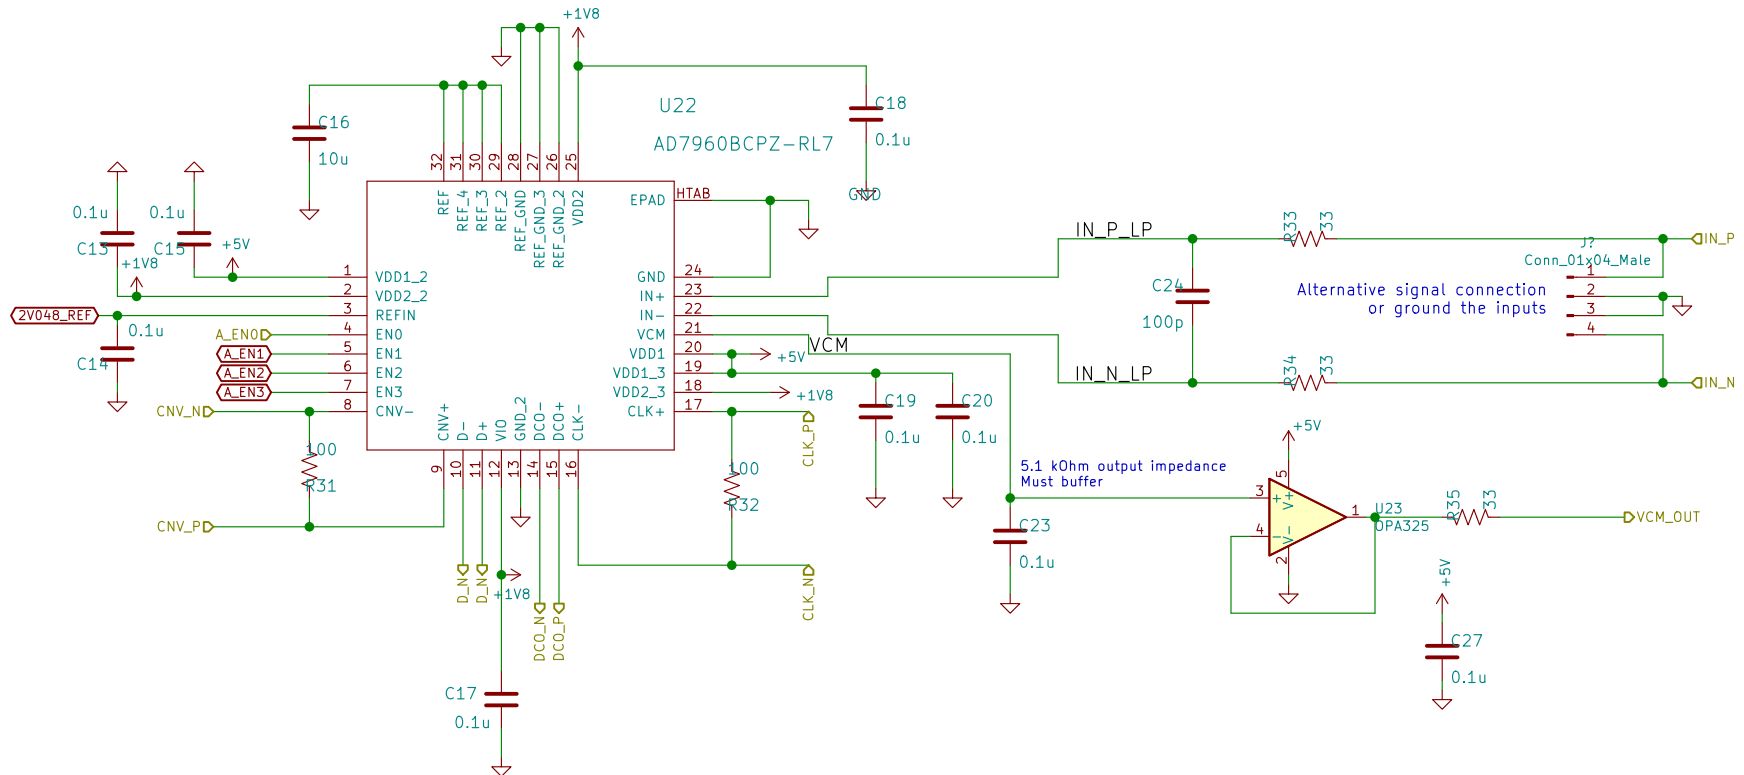 +1V8
C16
10u
U22
AD7960BCPZ-RL7
C18
0.1u
GND
32
31
30
29
28
27
26
25
REF
REF_4
REF_3
REF_2
REF_GND
REF_GND_3
REF_GND_2
VDD2
EPAD
HTAB
0.1u
C13
+1V8
0.1u
C15
+5V
1
VDD1_2
2
VDD2_2
2V048_REF
3
REFIN
0.1u
C14
A_EN0
4
EN0
A_EN1
5
EN1
A_EN2
6
EN2
A_EN3
7
EN3
CNV_N
8
CNV-
100
R31
CNV_P
GND
24
IN+
23
IN-
22
VCM
21
VDD1
20
VDD1_3
19
VDD2_3
18
CLK+
17
VCM
+5V
+1V8
CNV+
D-
D+
VIO
GND_2
DCO-
DCO+
CLK-
9
10
11
12
13
14
15
16
D_N
D_N
+1V8
DCO_N
DCO_P
C17
0.1u
100
R32
CLK_P
CLK_N
C19
0.1u
C20
0.1u
IN_P_LP
IN_N_LP
C24
100p
R33
33
R34
33
J?
Conn_01x04_Male
1
2
3
4
Alternative signal connection
or ground the inputs
IN_P
IN_N
5.1 kOhm output impedance
Must buffer
C23
0.1u
+5V
3
4
5
2
1
+
-
V+
V-
U23
OPA325
R35
33
VCM_OUT
+5V
C27
0.1u